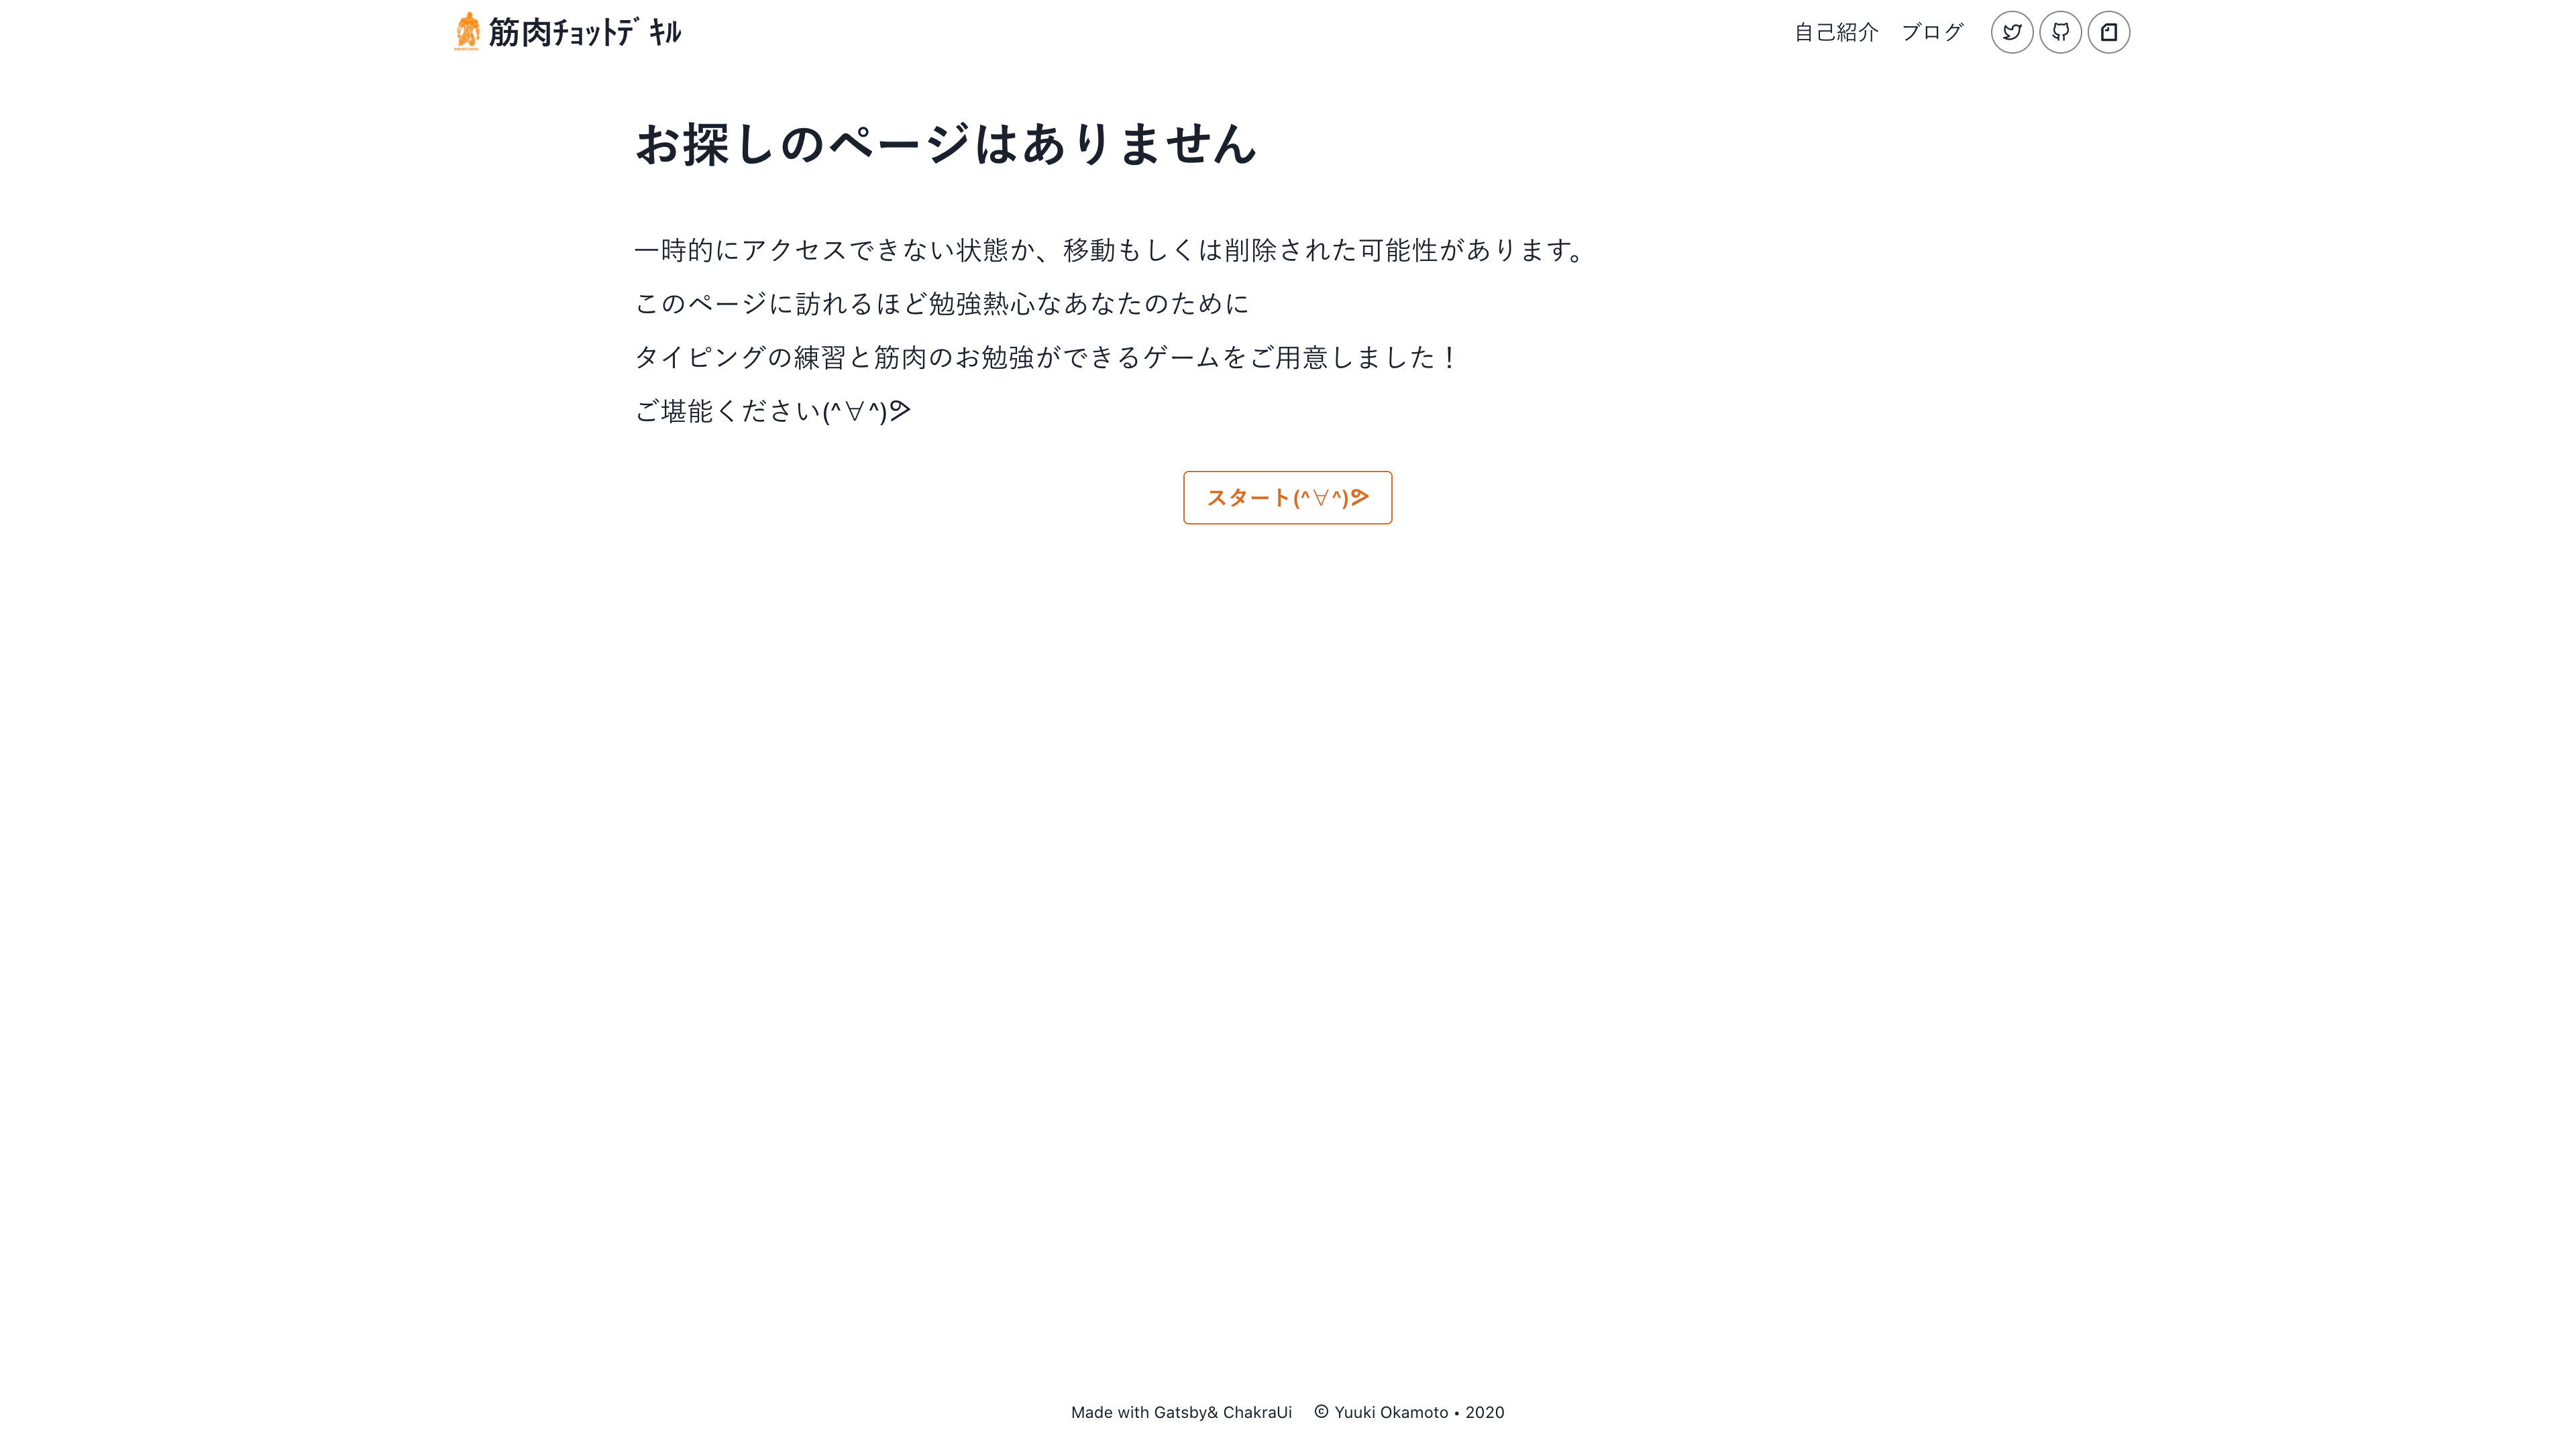 筋肉ﾁｮｯﾄﾃﾞｷﾙ
自己紹介 ブログ
お探しのページはありません
一時的にアクセスできない状態か、移動もしくは削除された可能性があります。
このページに訪れるほど勉強熱心なあなたのために
タイピングの練習と筋肉のお勉強ができるゲームをご用意しました！
ご堪能ください(^∀^)୨
スタート(^∀^)୨
Made with Gatsby& ChakraUi © Yuuki Okamoto • 2020